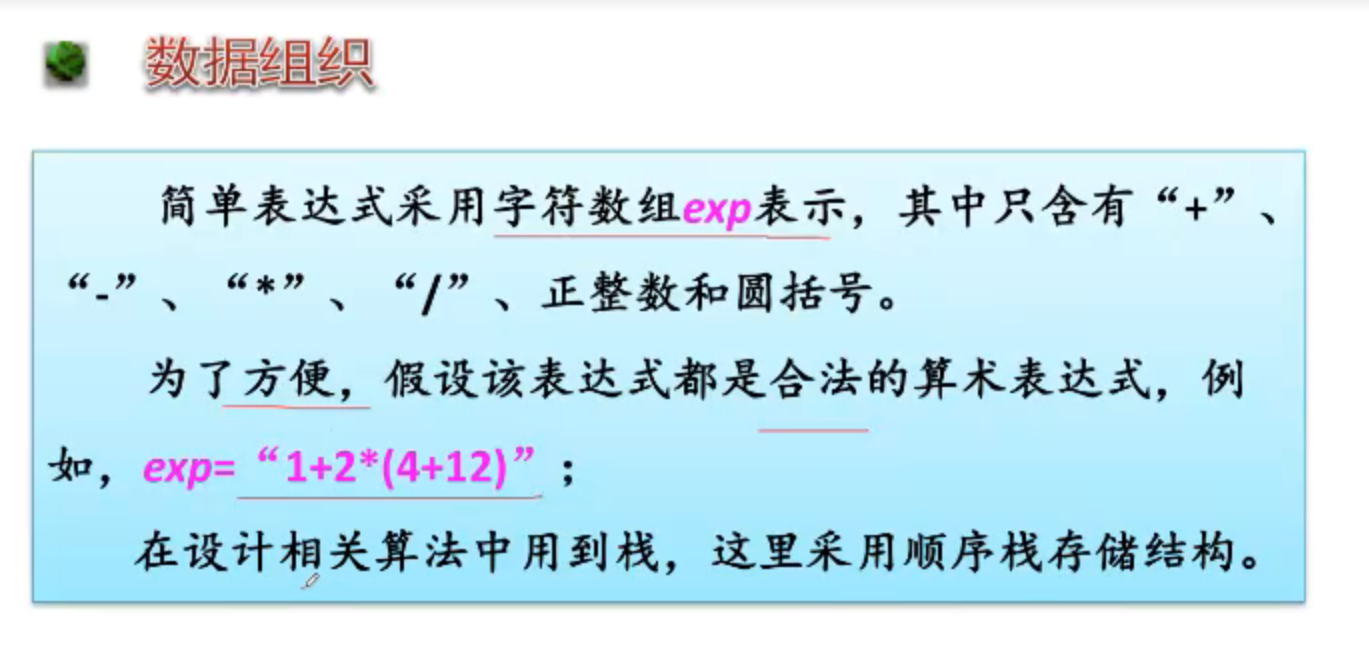 数据组织
简单表达式采用字符数组exp表示，其中只含有“+”、
“-”、“*”、“/”、正整数和圆括号。
为了方便，假设该表达式都是合法的算术表达式，例
如，exp=“1+2*(4+12)”；
在设计相关算法中用到栈，这里采用顺序栈存储结构。